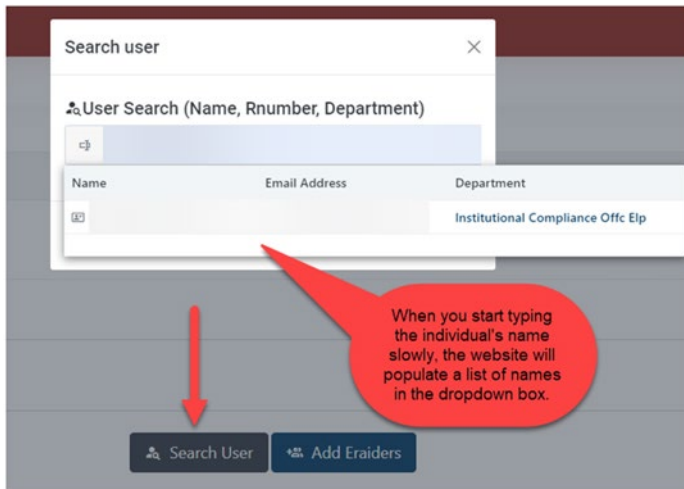 Search user
User Search (Name, Rnumber, Department)
Name Email Address Department
Institutional Compliance Offc Elp
When you start typing
the individual's name
slowly, the website will
populate a list of names
in the dropdown box.
Search User Add Eraiders